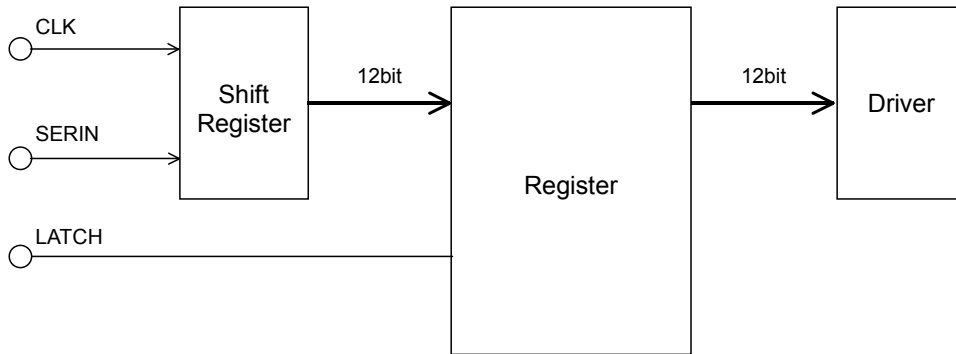 CLK
12bit
12bit
Shift
Register
Driver
SERIN
Register
LATCH